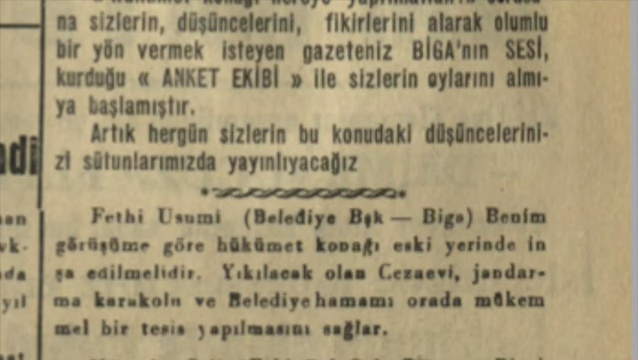 na sizlerin, düşüncelerini, fikirlerini alarak olumlu
bir yön vermek isteyen gazeteniz BİGA'nın SESİ,
kurduğu « ANKET EKİBİ » ile sizlerin oylarını almı-
ya başlamıştır.
Artık hergün sizlerin bu konudaki düşüncelerini-
zi sütunlarımızda yayınlıyacağız
Fethi Usumi (Belediye Bşk — Biga) Benim
görüşüme göre hükümet konağı eski yerinde in
şa edilmelidir. Yıkılacak olan Cezaevi, jandar-
ma karakolu ve Belediye hamamı orada mükem
mel bir tesis yapılmasını sağlar.